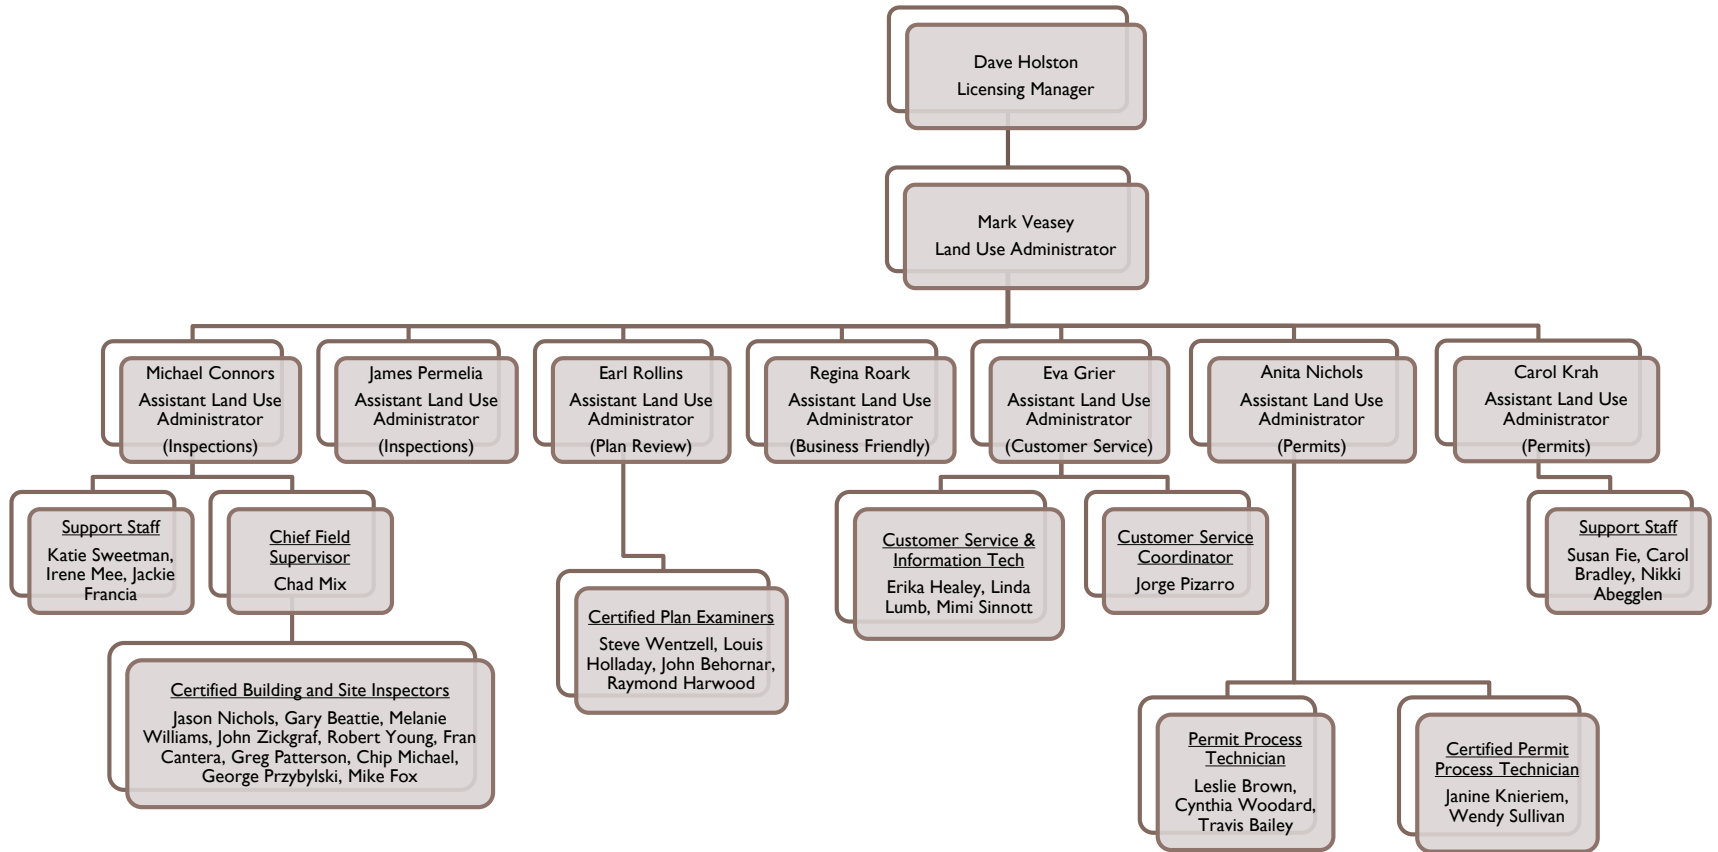 Dave Holston
Licensing Manager
Mark Veasey
Land Use Administrator
Michael Connors
Assistant Land Use
Administrator
(Inspections)
James Permelia
Assistant Land Use
Administrator
(Inspections)
Earl Rollins
Assistant Land Use
Administrator
(Plan Review)
Regina Roark
Assistant Land Use
Administrator
(Business Friendly)
Eva Grier
Assistant Land Use
Administrator
(Customer Service)
Anita Nichols
Assistant Land Use
Administrator
(Permits)
Carol Krah
Assistant Land Use
Administrator
(Permits)
Support Staff
Katie Sweetman,
Irene Mee, Jackie
Francia
Chief Field
Supervisor
Chad Mix
Customer Service &
Information Tech
Erika Healey, Linda
Lumb, Mimi Sinnott
Customer Service
Coordinator
Jorge Pizarro
Support Staff
Susan Fie, Carol
Bradley, Nikki
Abegglen
Certified Plan Examiners
Steve Wentzell, Louis
Holladay, John Behornar,
Raymond Harwood
Certified Building and Site Inspectors
Jason Nichols, Gary Beattie, Melanie
Williams, John Zickgraf, Robert Young, Fran
Cantera, Greg Patterson, Chip Michael,
George Przybylski, Mike Fox
Permit Process
Technician
Leslie Brown,
Cynthia Woodard,
Travis Bailey
Certified Permit
Process Technician
Janine Knieriem,
Wendy Sullivan